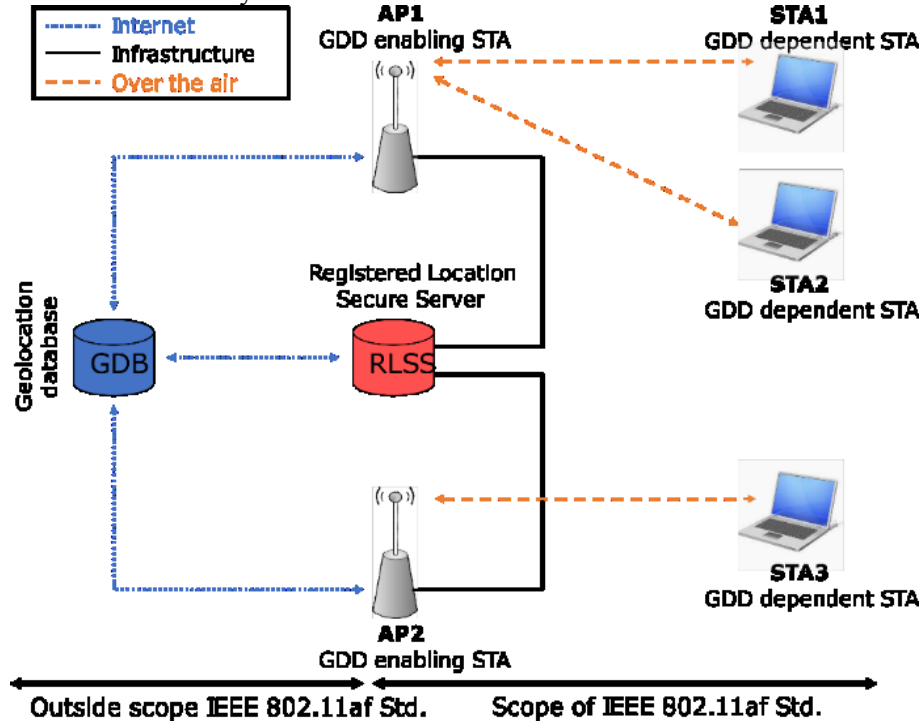 Internet
Infrastructure
Over the air
AP1
GDD enabling STA
STA1
GDD dependent STA
STA2
GDD dependent STA
Registered Location
Secure Server
Geolocation
database
GDB
RLSS
STA3
GDD dependent STA
AP2
GDD enabling STA
Outside scope IEEE 802.11af Std.
Scope of IEEE 802.11af Std.